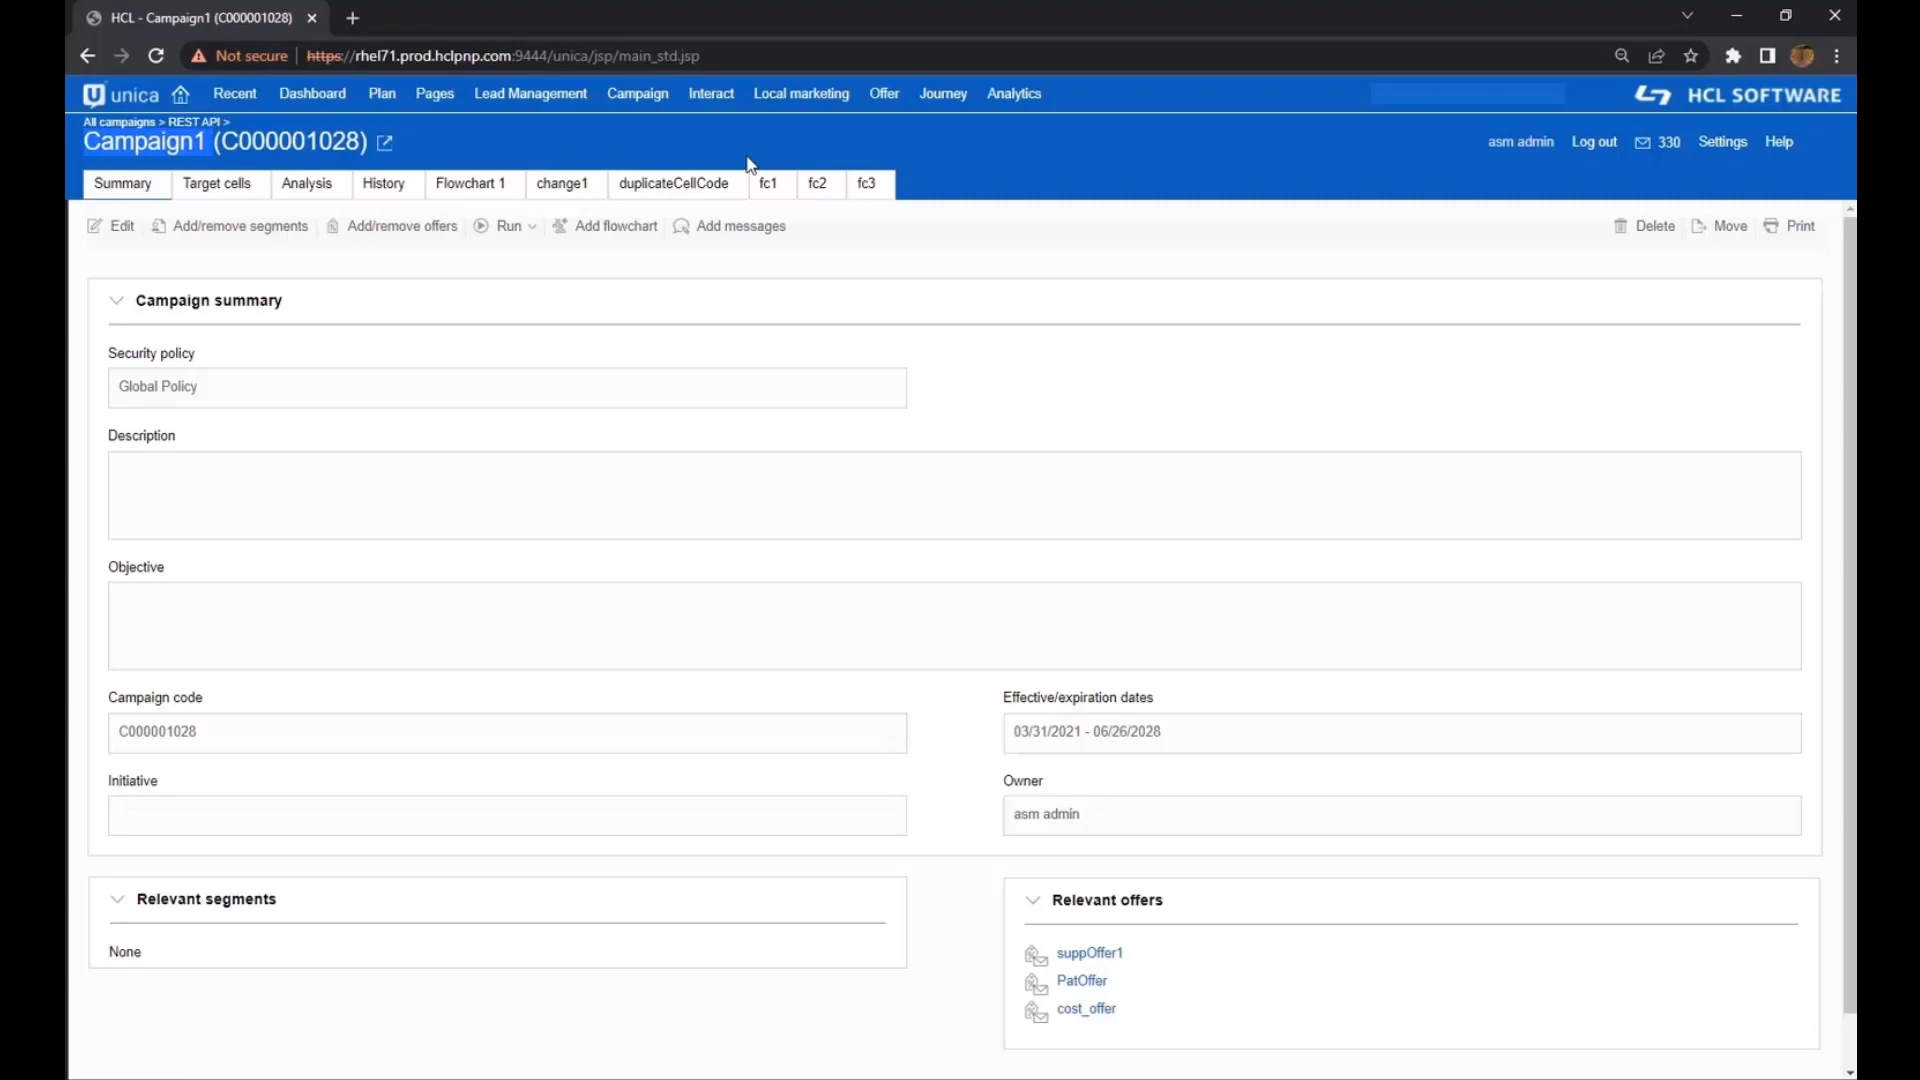 HCL - Campaign1 (C000001028)
Not secure | https://rhel71.prod.hclpnp.com:9444/unica/jsp/main_std.jsp
unica Recent Dashboard Plan Pages Lead Management Campaign Interact Local marketing Offer Journey Analytics HCL SOFTWARE
All campaigns > REST API >
Campaign1 (C000001028) asm admin Log out 330 Settings Help
Summary Target cells Analysis History Flowchart 1 change1 duplicateCellCode fc1 fc2 fc3
Edit Add/remove segments Add/remove offers Run Add flowchart Add messages Delete Move Print
Campaign summary
Security policy
Global Policy
Description
Objective
Campaign code Effective/expiration dates
C000001028 03/31/2021 - 06/26/2028
Initiative Owner
asm admin
Relevant segments Relevant offers
None suppOffer1
PatOffer
cost_offer